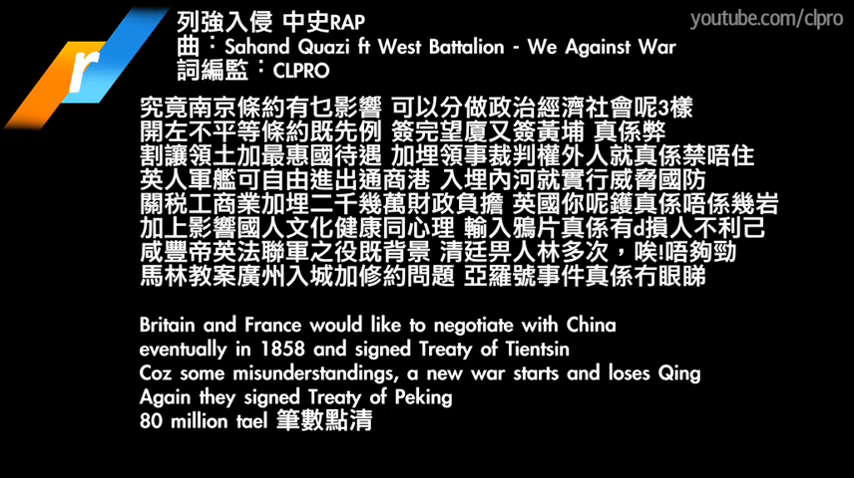 youtube.com/clpro
列強入侵 中史RAP
曲：Sahand Quazi ft West Battalion - We Against War
詞編監：CLPRO
r
究竟南京條約有乜影響 可以分做政治經濟社會呢3樣
開左不平等條約既先例 簽完望廈又簽黃埔 真係弊
割讓領土加最惠國待遇 加埋領事裁判權外人就真係禁唔住
英人軍艦可自由進出通商港 入埋內河就實行威脅國防
關税工商業加埋二千幾萬財政負擔 英國你呢鑊真係唔係幾岩
加上影響國人文化健康同心理 輸入鴉片真係有d損人不利己
咸豐帝英法聯軍之役既背景 清廷畀人林多次，唉!唔夠勁
馬林教案廣州入城加修約問題 亞羅號事件真係冇眼睇
Britain and France would like to negotiate with China
eventually in 1858 and signed Treaty of Tientsin
Coz some misunderstandings, a new war starts and loses Qing
Again they signed Treaty of Peking
80 million tael 筆數點清